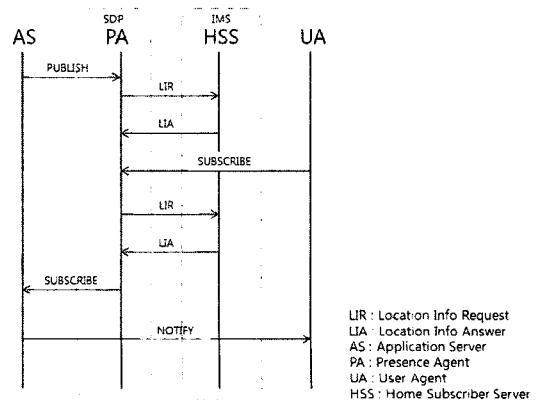 SDP IMS
AS PA HSS UA
PUBLISH
LIR
LIA
SUBSCRIBE
LIR
LIA
SUBSCRIBE
NOTIFY
LIR : Location Info Request
LIA : Location Info Answer
AS : Application Server
PA : Presence Agent
UA : User Agent
HSS : Home Subscriber Server